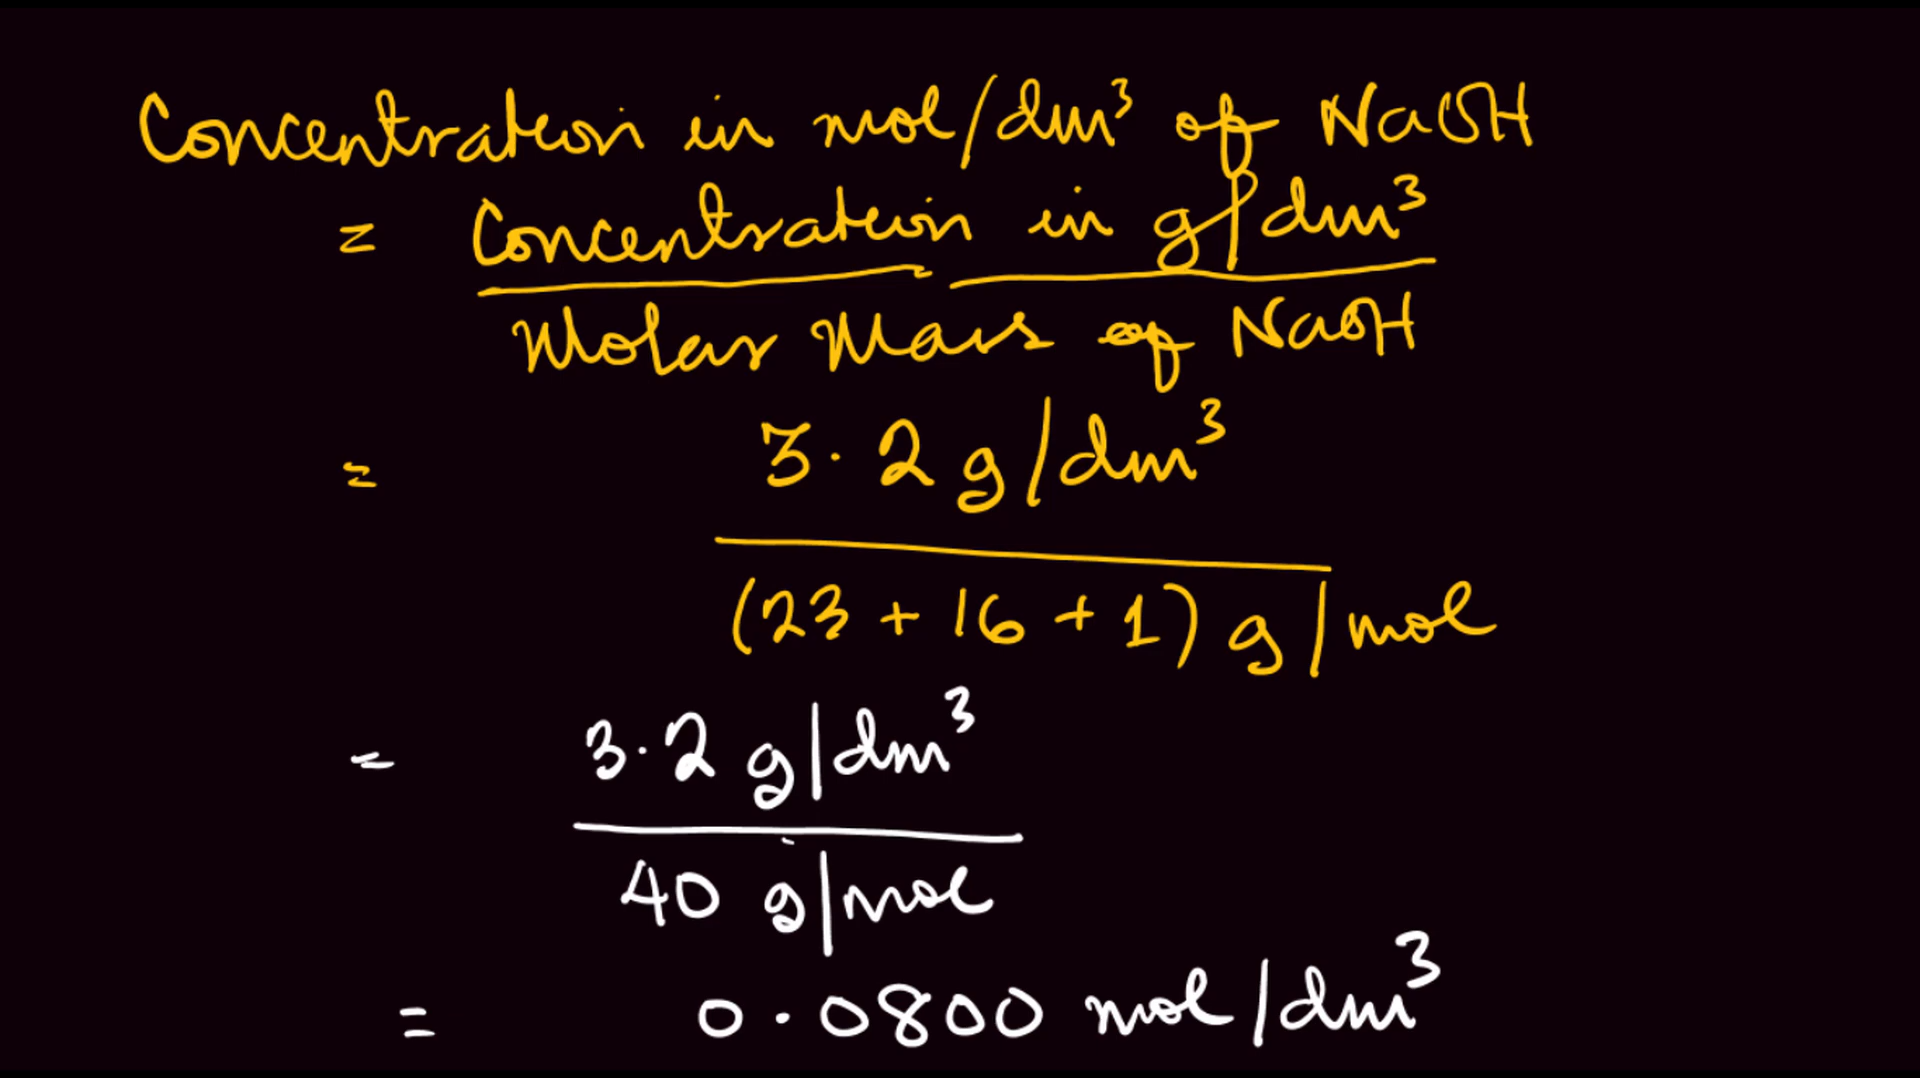 Concentration in mol/dm³ of NaOH
= Concentration in g/dm³
Molar Mass of NaOH
= 3.2 g/dm³
(23 + 16 + 1) g/mol
= 3.2 g/dm³
40 g/mol
= 0.0800 mol/dm³